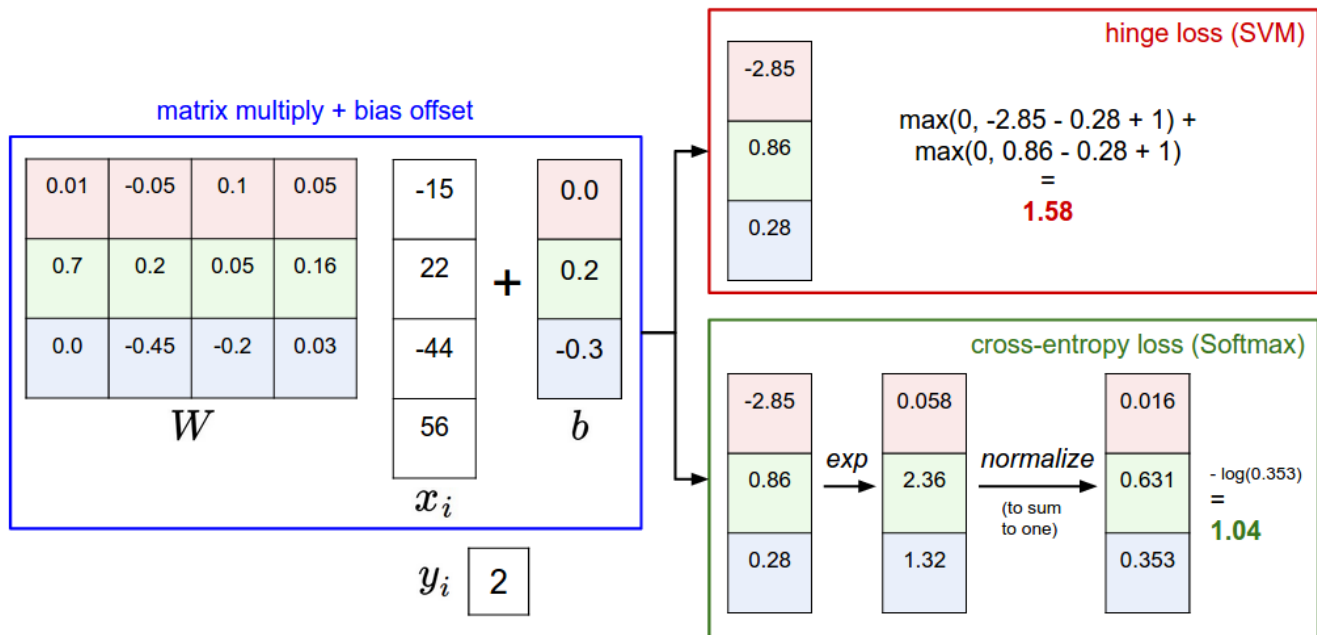 matrix multiply + bias offset
0.01 -0.05 0.1 0.05
0.7 0.2 0.05 0.16
0.0 -0.45 -0.2 0.03
W
-15
22
-44
56
x_i
+
0.0
0.2
-0.3
b
y_i 2
hinge loss (SVM)
-2.85
0.86
0.28
max(0, -2.85 - 0.28 + 1) +
max(0, 0.86 - 0.28 + 1)
=
1.58
cross-entropy loss (Softmax)
-2.85
0.86
0.28
exp
0.058
2.36
1.32
normalize
(to sum
to one)
0.016
0.631
0.353
- log(0.353)
=
1.04